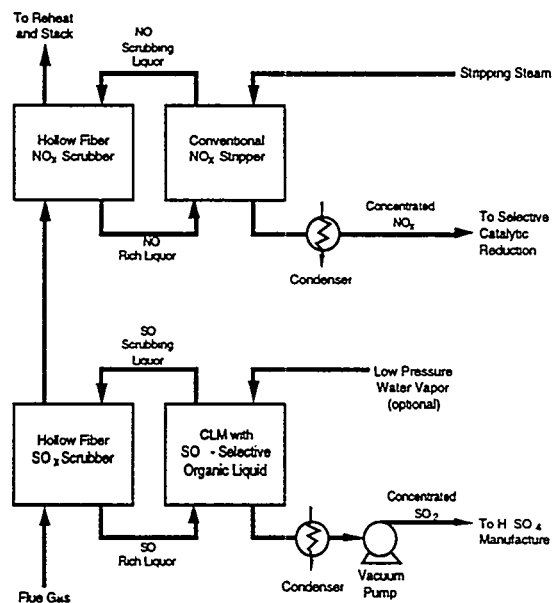 To Reheat
and Stack
NO
Scrubbing
Liquor
Stripping Steam
Hollow Fiber
NOx Scrubber
Conventional
NOx Stripper
NO
Rich Liquor
Concentrated
NOx
To Selective
Catalytic
Reduction
Condenser
SO
Scrubbing
Liquor
Low Pressure
Water Vapor
(optional)
Hollow Fiber
SOx Scrubber
CLM with
SO - Selective
Organic Liquid
SO
Rich Liquor
Concentrated
SO2
To H SO4
Manufacture
Condenser
Vacuum
Pump
Flue Gas